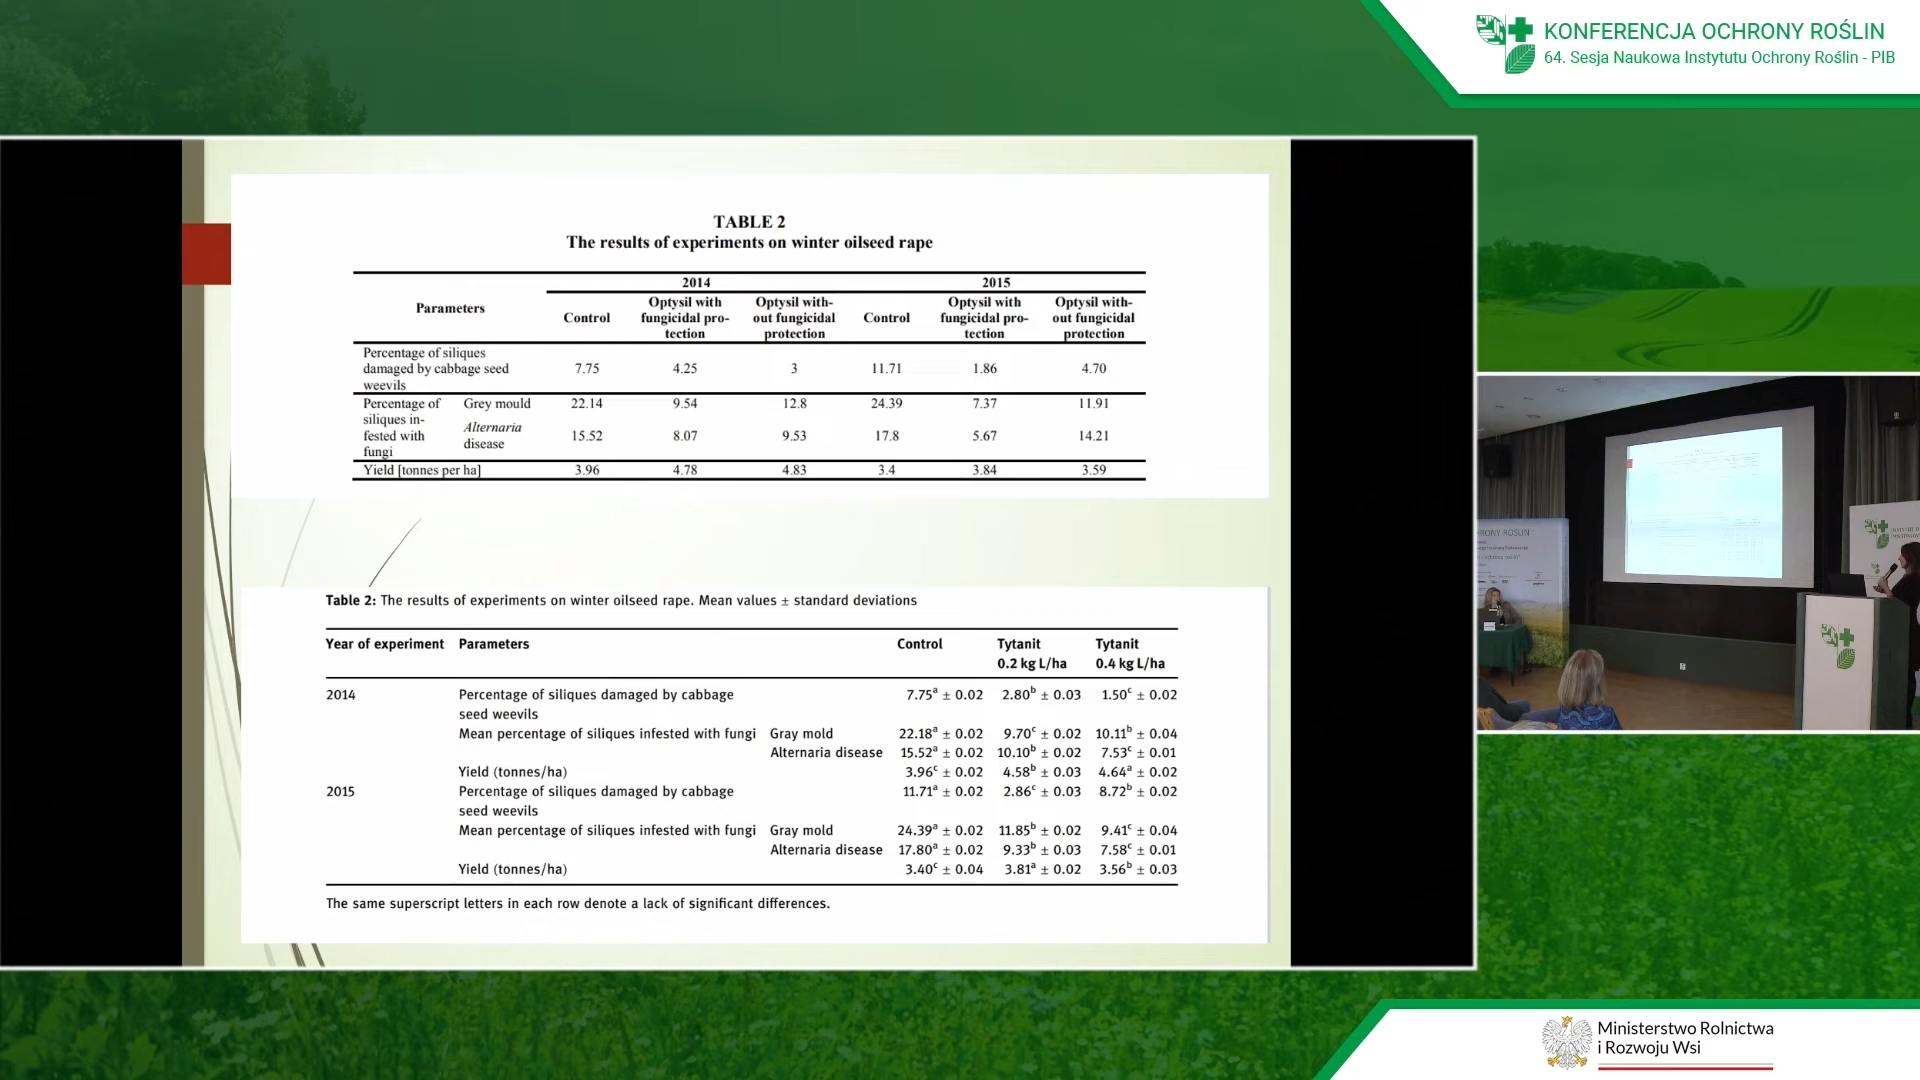 KONFERENCJA OCHRONY ROŚLIN
64. Sesja Naukowa Instytutu Ochrony Roślin - PIB
TABLE 2
The results of experiments on winter oilseed rape
2014 2015
Parameters Control Optysil with fungicidal pro-tection Optysil with-out fungicidal protection Control Optysil with fungicidal pro-tection Optysil with-out fungicidal protection
Percentage of siliques
damaged by cabbage seed 7.75 4.25 3 11.71 1.86 4.70
weevils
Percentage of Grey mould 22.14 9.54 12.8 24.39 7.37 11.91
siliques in-
fested with Alternaria disease 15.52 8.07 9.53 17.8 5.67 14.21
fungi
Yield [tonnes per ha] 3.96 4.78 4.83 3.4 3.84 3.59
Table 2: The results of experiments on winter oilseed rape. Mean values ± standard deviations
Year of experiment Parameters Control Tytanit Tytanit
0.2 kg L/ha 0.4 kg L/ha
2014 Percentage of siliques damaged by cabbage 7.75a ± 0.02 2.80b ± 0.03 1.50c ± 0.02
seed weevils
Mean percentage of siliques infested with fungi Gray mold 22.18a ± 0.02 9.70c ± 0.02 10.11b ± 0.04
Alternaria disease 15.52a ± 0.02 10.10b ± 0.02 7.53c ± 0.01
Yield (tonnes/ha) 3.96c ± 0.02 4.58b ± 0.03 4.64a ± 0.02
2015 Percentage of siliques damaged by cabbage 11.71a ± 0.02 2.86c ± 0.03 8.72b ± 0.02
seed weevils
Mean percentage of siliques infested with fungi Gray mold 24.39a ± 0.02 11.85b ± 0.02 9.41c ± 0.04
Alternaria disease 17.80a ± 0.02 9.33b ± 0.03 7.58c ± 0.01
Yield (tonnes/ha) 3.40c ± 0.04 3.81a ± 0.02 3.56b ± 0.03
The same superscript letters in each row denote a lack of significant differences.
Ministerstwo Rolnictwa
i Rozwoju Wsi